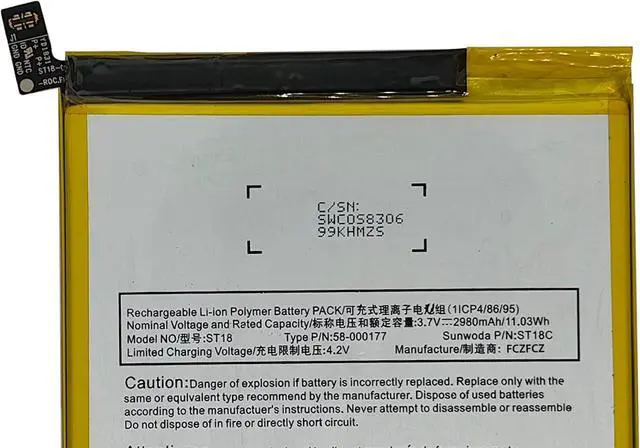 C/SN:
SWCOS8306
99KHMZS
Rechargeable Li-ion Polymer Battery PACK/可充式理离子电组(1ICP4/86/95)
Nominal Voltage and Rated Capacity/标称电压和额定容量:3.7V⎓2980mAh/11.03Wh
Model NO/型号:ST18 Type P/N:58-000177 Sunwoda P/N:ST18C
Limited Charging Voltage/充电限制电压:4.2V Manufacture/制造商: FCZFCZ
Caution:Danger of explosion if battery is incorrectly replaced. Replace only with the
same or equivalent type recommend by the manufacturer. Dispose of used batteries
according to the manufacturer's instructions. Never attempt to disassemble or reassemble
Do not dispose of in fire or directly short circuit.